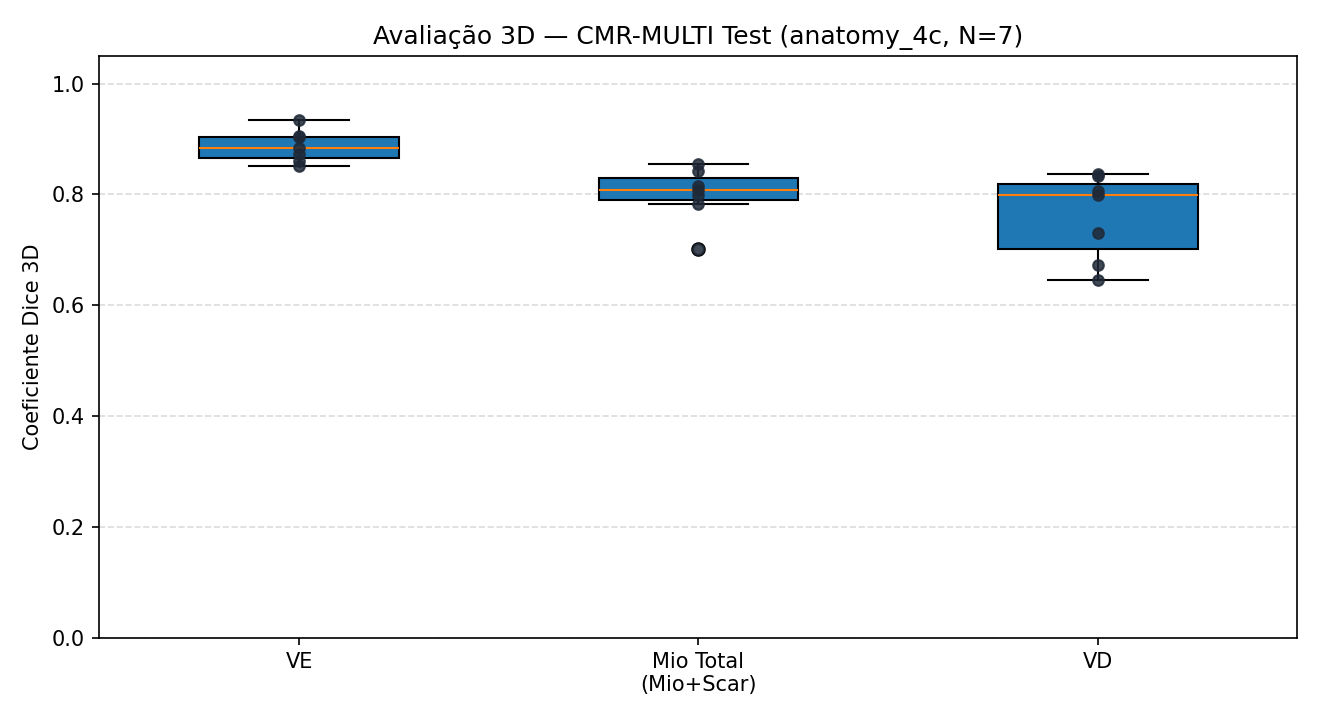 Avaliação 3D — CMR-MULTI Test (anatomy_4c, N=7)
Coeficiente Dice 3D
1.0
0.8
0.6
0.4
0.2
0.0
VE
Mio Total
(Mio+Scar)
VD